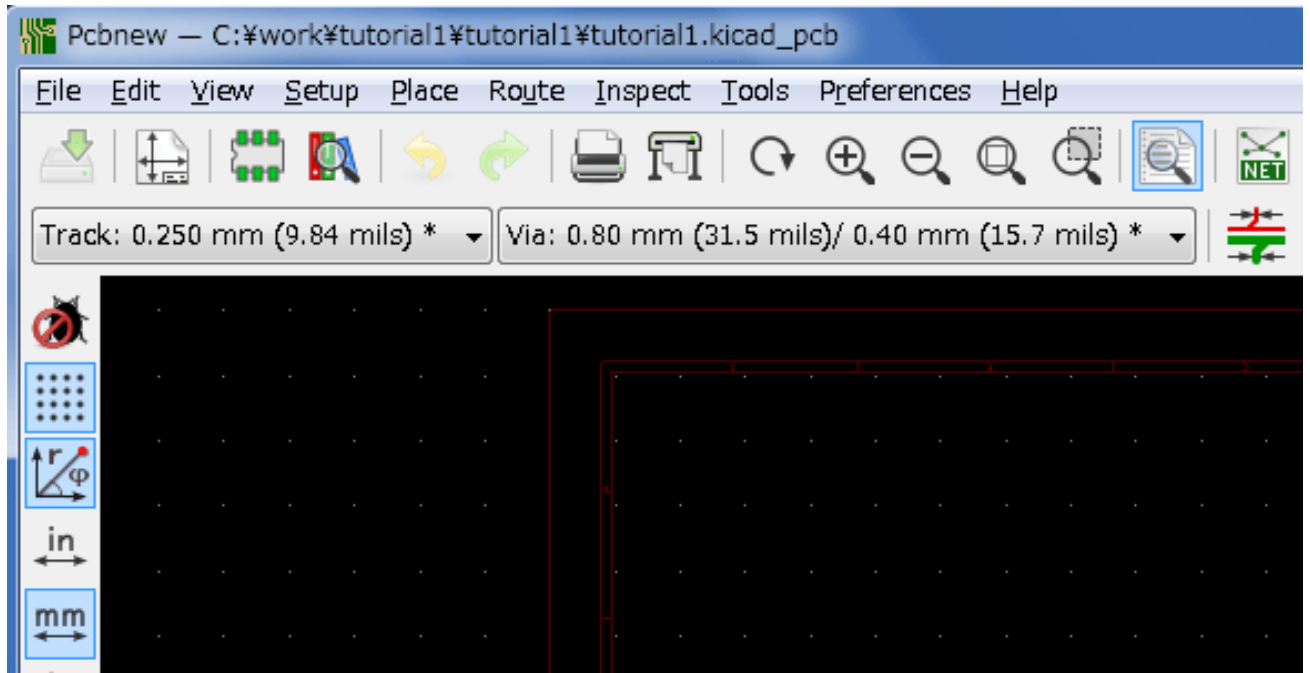 Pcbnew — C:¥work¥tutorial1¥tutorial1¥tutorial1.kicad_pcb
File Edit View Setup Place Route Inspect Tools Preferences Help
NET
Track: 0.250 mm (9.84 mils) * Via: 0.80 mm (31.5 mils)/ 0.40 mm (15.7 mils) *
r
φ
in
mm